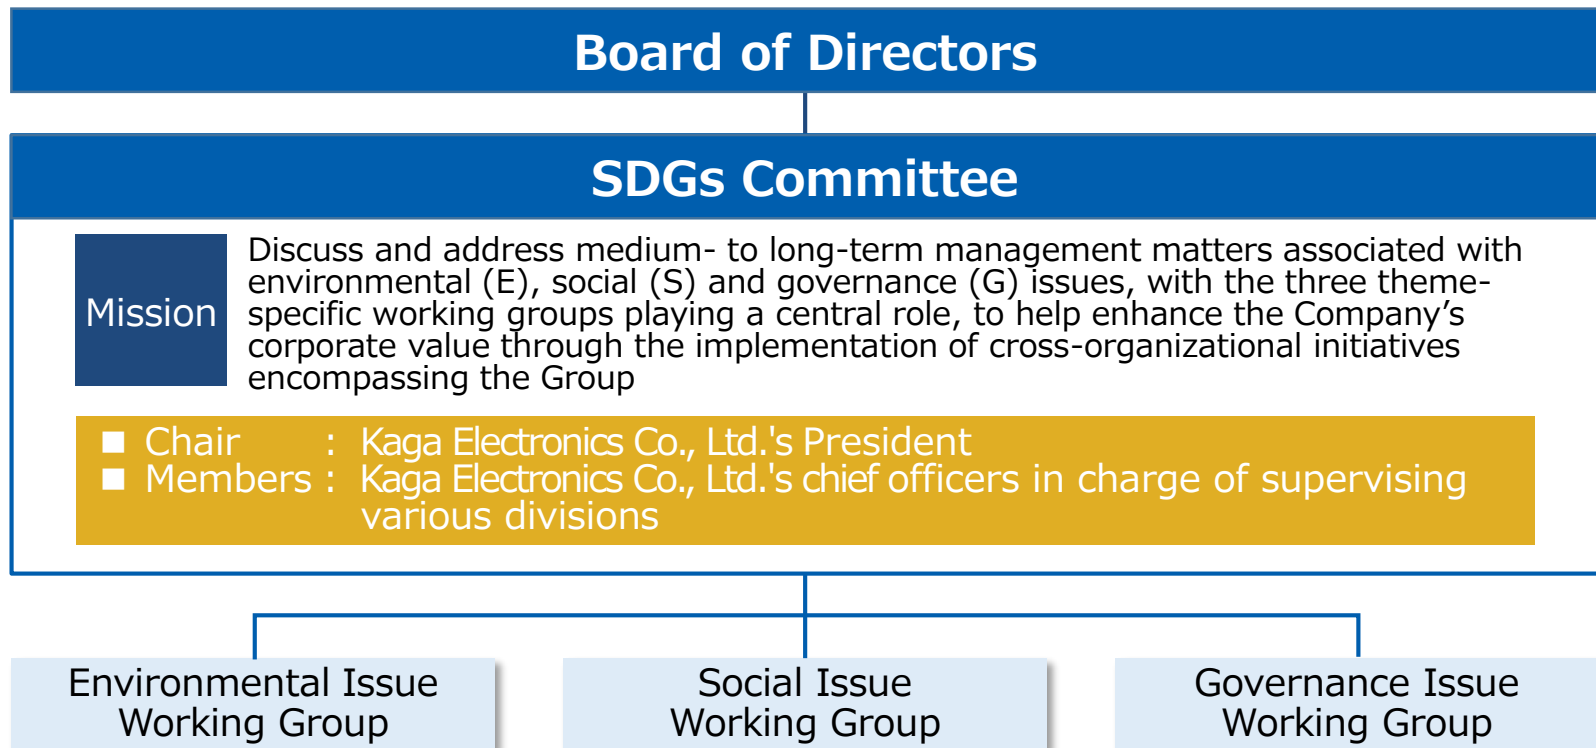 Board of Directors
SDGs Committee
Mission
Discuss and address medium- to long-term management matters associated with
environmental (E), social (S) and governance (G) issues, with the three theme-
specific working groups playing a central role, to help enhance the Company’s
corporate value through the implementation of cross-organizational initiatives
encompassing the Group
■ Chair : Kaga Electronics Co., Ltd.'s President
■ Members : Kaga Electronics Co., Ltd.'s chief officers in charge of supervising
various divisions
Environmental Issue
Working Group
Social Issue
Working Group
Governance Issue
Working Group